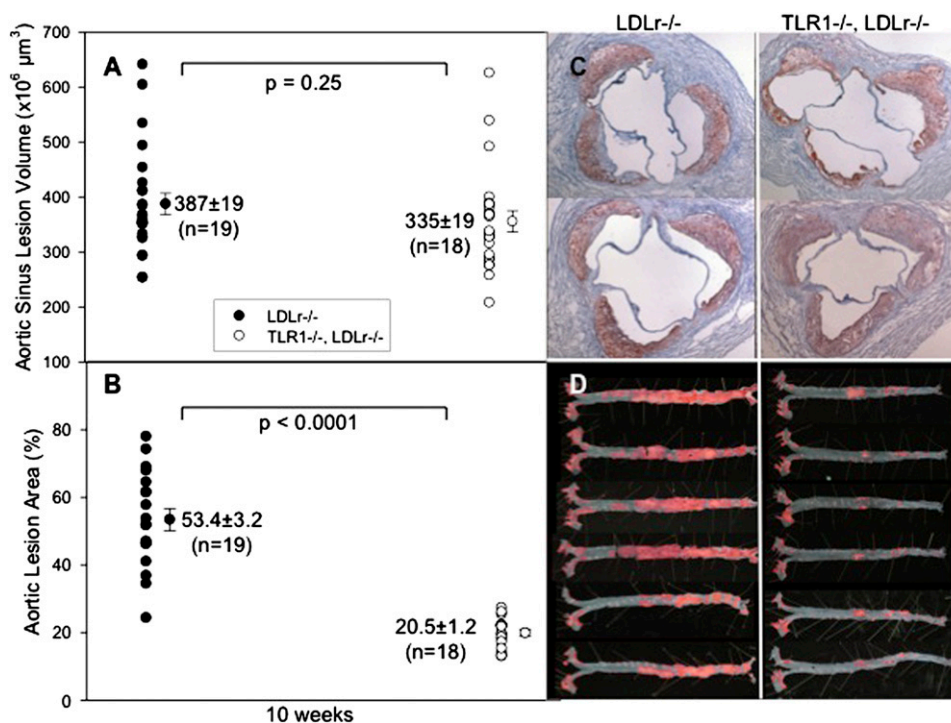 LDLr-/-
TLR1-/-, LDLr-/-
Aortic Sinus Lesion Volume (x10⁶ µm³)
700
600
500
400
300
200
100
A
p = 0.25
387±19
(n=19)
335±19
(n=18)
LDLr-/-
TLR1-/-, LDLr-/-
C
Aortic Lesion Area (%)
100
80
60
40
20
0
B
p < 0.0001
53.4±3.2
(n=19)
20.5±1.2
(n=18)
10 weeks
D